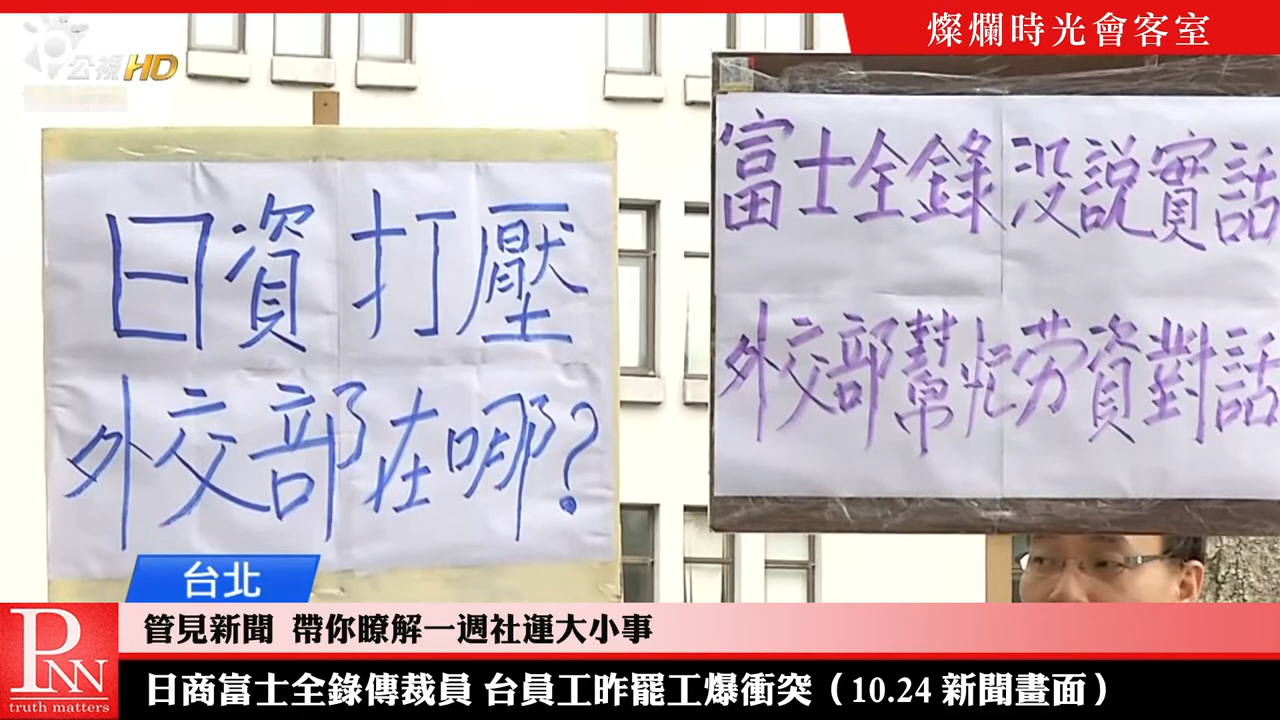 公視HD
燦爛時光會客室
日資打壓
外交部在哪?
富士全錄沒說實話
外交部幫忙劳資對話
台北
PNN
truth matters
管見新聞 帶你瞭解一週社運大小事
日商富士全錄傳裁員 台員工昨罷工爆衝突（10.24 新聞畫面）